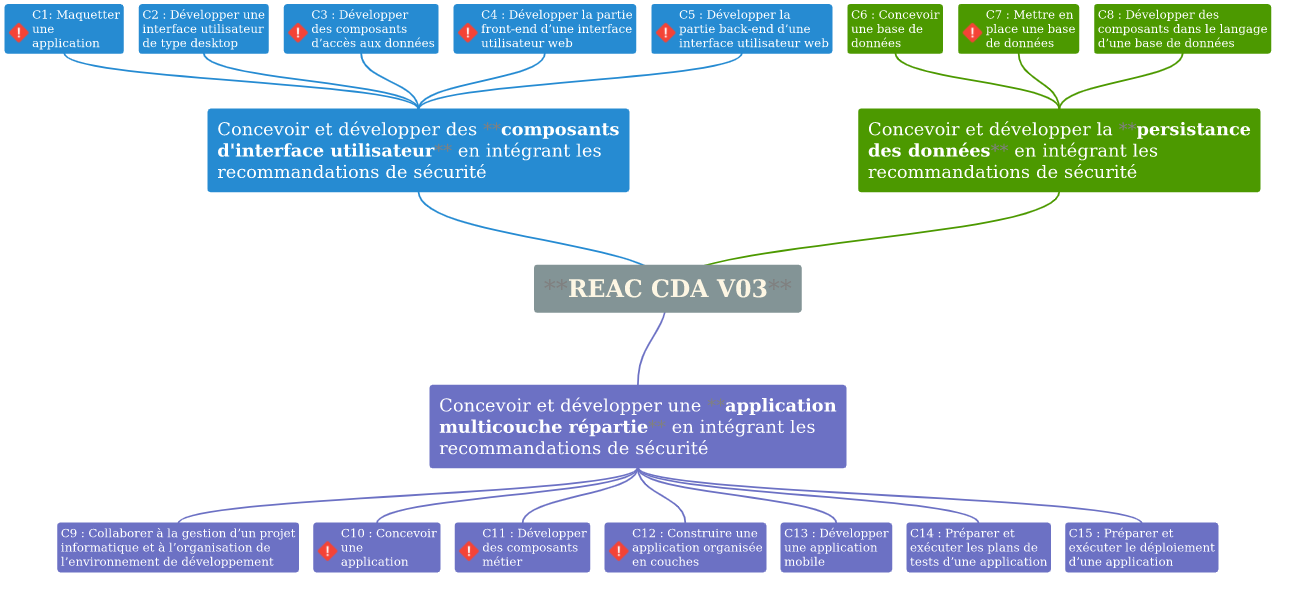 C1: Maquetter
une
application
C2 : Développer une
interface utilisateur
de type desktop
C3 : Développer
des composants
d’accès aux données
C4 : Développer la partie
front-end d’une interface
utilisateur web
C5 : Développer la
partie back-end d’une
interface utilisateur web
C6 : Concevoir
une base de
données
C7 : Mettre en
place une base
de données
C8 : Développer des
composants dans le langage
d’une base de données
Concevoir et développer des **composants
d'interface utilisateur** en intégrant les
recommandations de sécurité
Concevoir et développer la **persistance
des données** en intégrant les
recommandations de sécurité
**REAC CDA V03**
Concevoir et développer une **application
multicouche répartie** en intégrant les
recommandations de sécurité
C9 : Collaborer à la gestion d’un projet
informatique et à l’organisation de
l’environnement de développement
C10 : Concevoir
une
application
C11 : Développer
des composants
métier
C12 : Construire une
application organisée
en couches
C13 : Développer
une application
mobile
C14 : Préparer et
exécuter les plans de
tests d’une application
C15 : Préparer et
exécuter le déploiement
d’une application